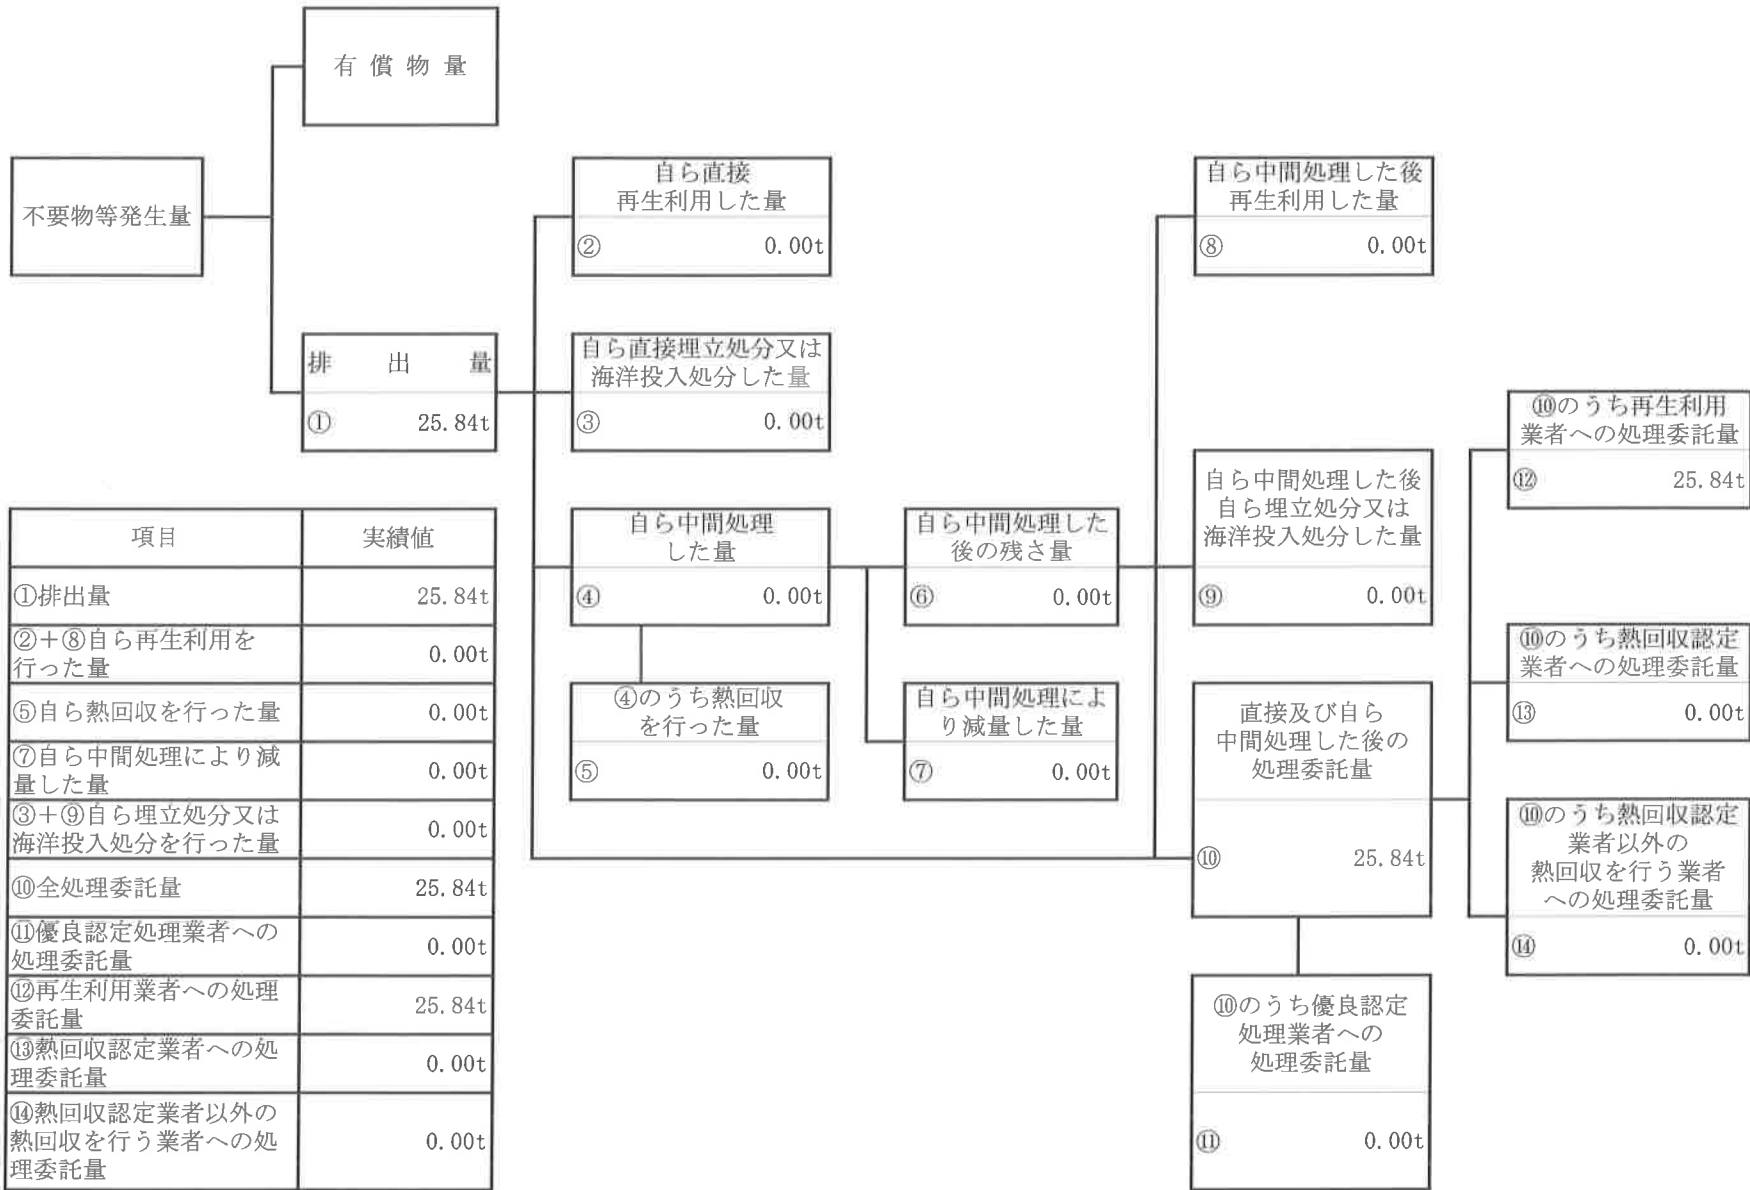 有償物量
不要物等発生量
自ら直接
再生利用した量
② 0.00t
自ら中間処理した後
再生利用した量
⑧ 0.00t
排出量
① 25.84t
自ら直接埋立処分又は
海洋投入処分した量
③ 0.00t
⑩のうち再生利用
業者への処理委託量
⑫ 25.84t
自ら中間処理した後
自ら埋立処分又は
海洋投入処分した量
⑨ 0.00t
自ら中間処理
した量
④ 0.00t
自ら中間処理した
後の残さ量
⑥ 0.00t
⑩のうち熱回収認定
業者への処理委託量
⑬ 0.00t
④のうち熱回収
を行った量
⑤ 0.00t
自ら中間処理によ
り減量した量
⑦ 0.00t
直接及び自ら
中間処理した後の
処理委託量
⑩ 25.84t
⑩のうち熱回収認定
業者以外の
熱回収を行う業者
への処理委託量
⑭ 0.00t
⑩のうち優良認定
処理業者への
処理委託量
⑪ 0.00t
項目 実績値
①排出量 25.84t
②+⑧自ら再生利用を
行った量 0.00t
⑤自ら熱回収を行った量 0.00t
⑦自ら中間処理により減
量した量 0.00t
③+⑨自ら埋立処分又は
海洋投入処分を行った量 0.00t
⑩全処理委託量 25.84t
⑪優良認定処理業者への
処理委託量 0.00t
⑫再生利用業者への処理
委託量 25.84t
⑬熱回収認定業者への処
理委託量 0.00t
⑭熱回収認定業者以外の
熱回収を行う業者への処
理委託量 0.00t